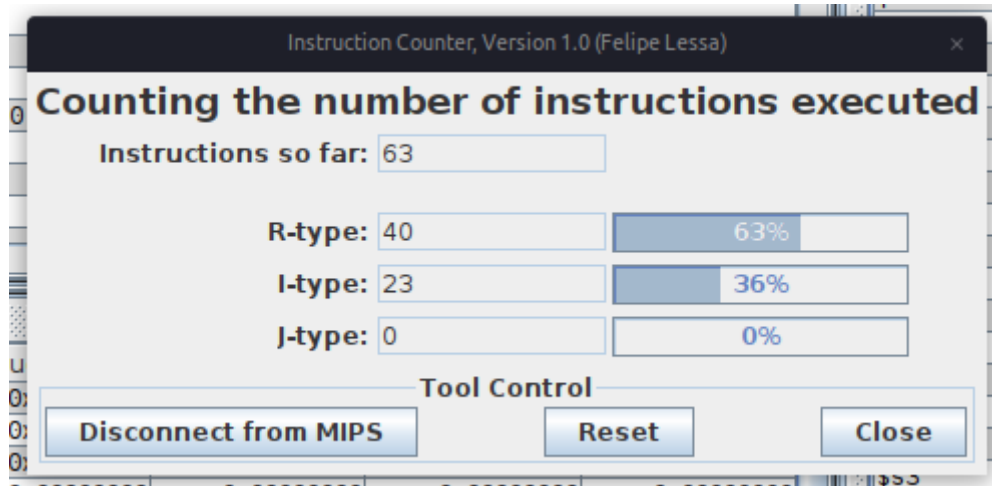 Instruction Counter, Version 1.0 (Felipe Lessa) ×
Counting the number of instructions executed
Instructions so far: 63
R-type: 40 63%
I-type: 23 36%
J-type: 0 0%
Tool Control
Disconnect from MIPS Reset Close
$s3